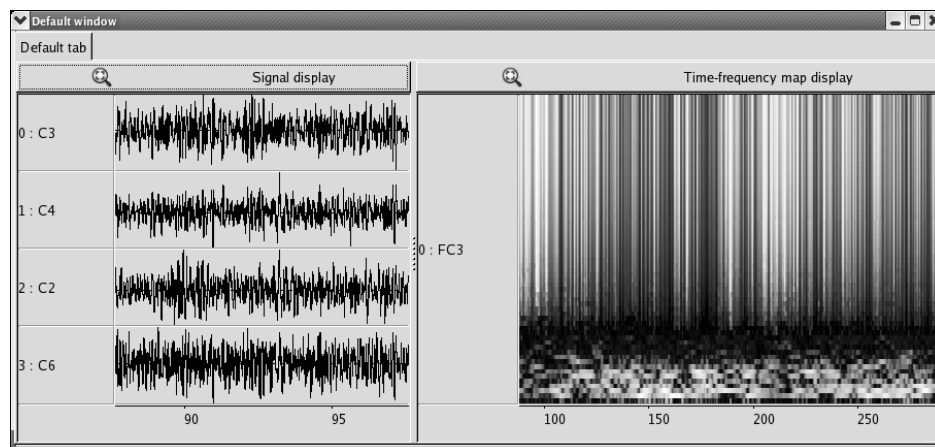 Default window
Default tab
Signal display
Time-frequency map display
0 : C3
1 : C4
2 : C2
3 : C6
90 95
0 : FC3
100 150 200 250